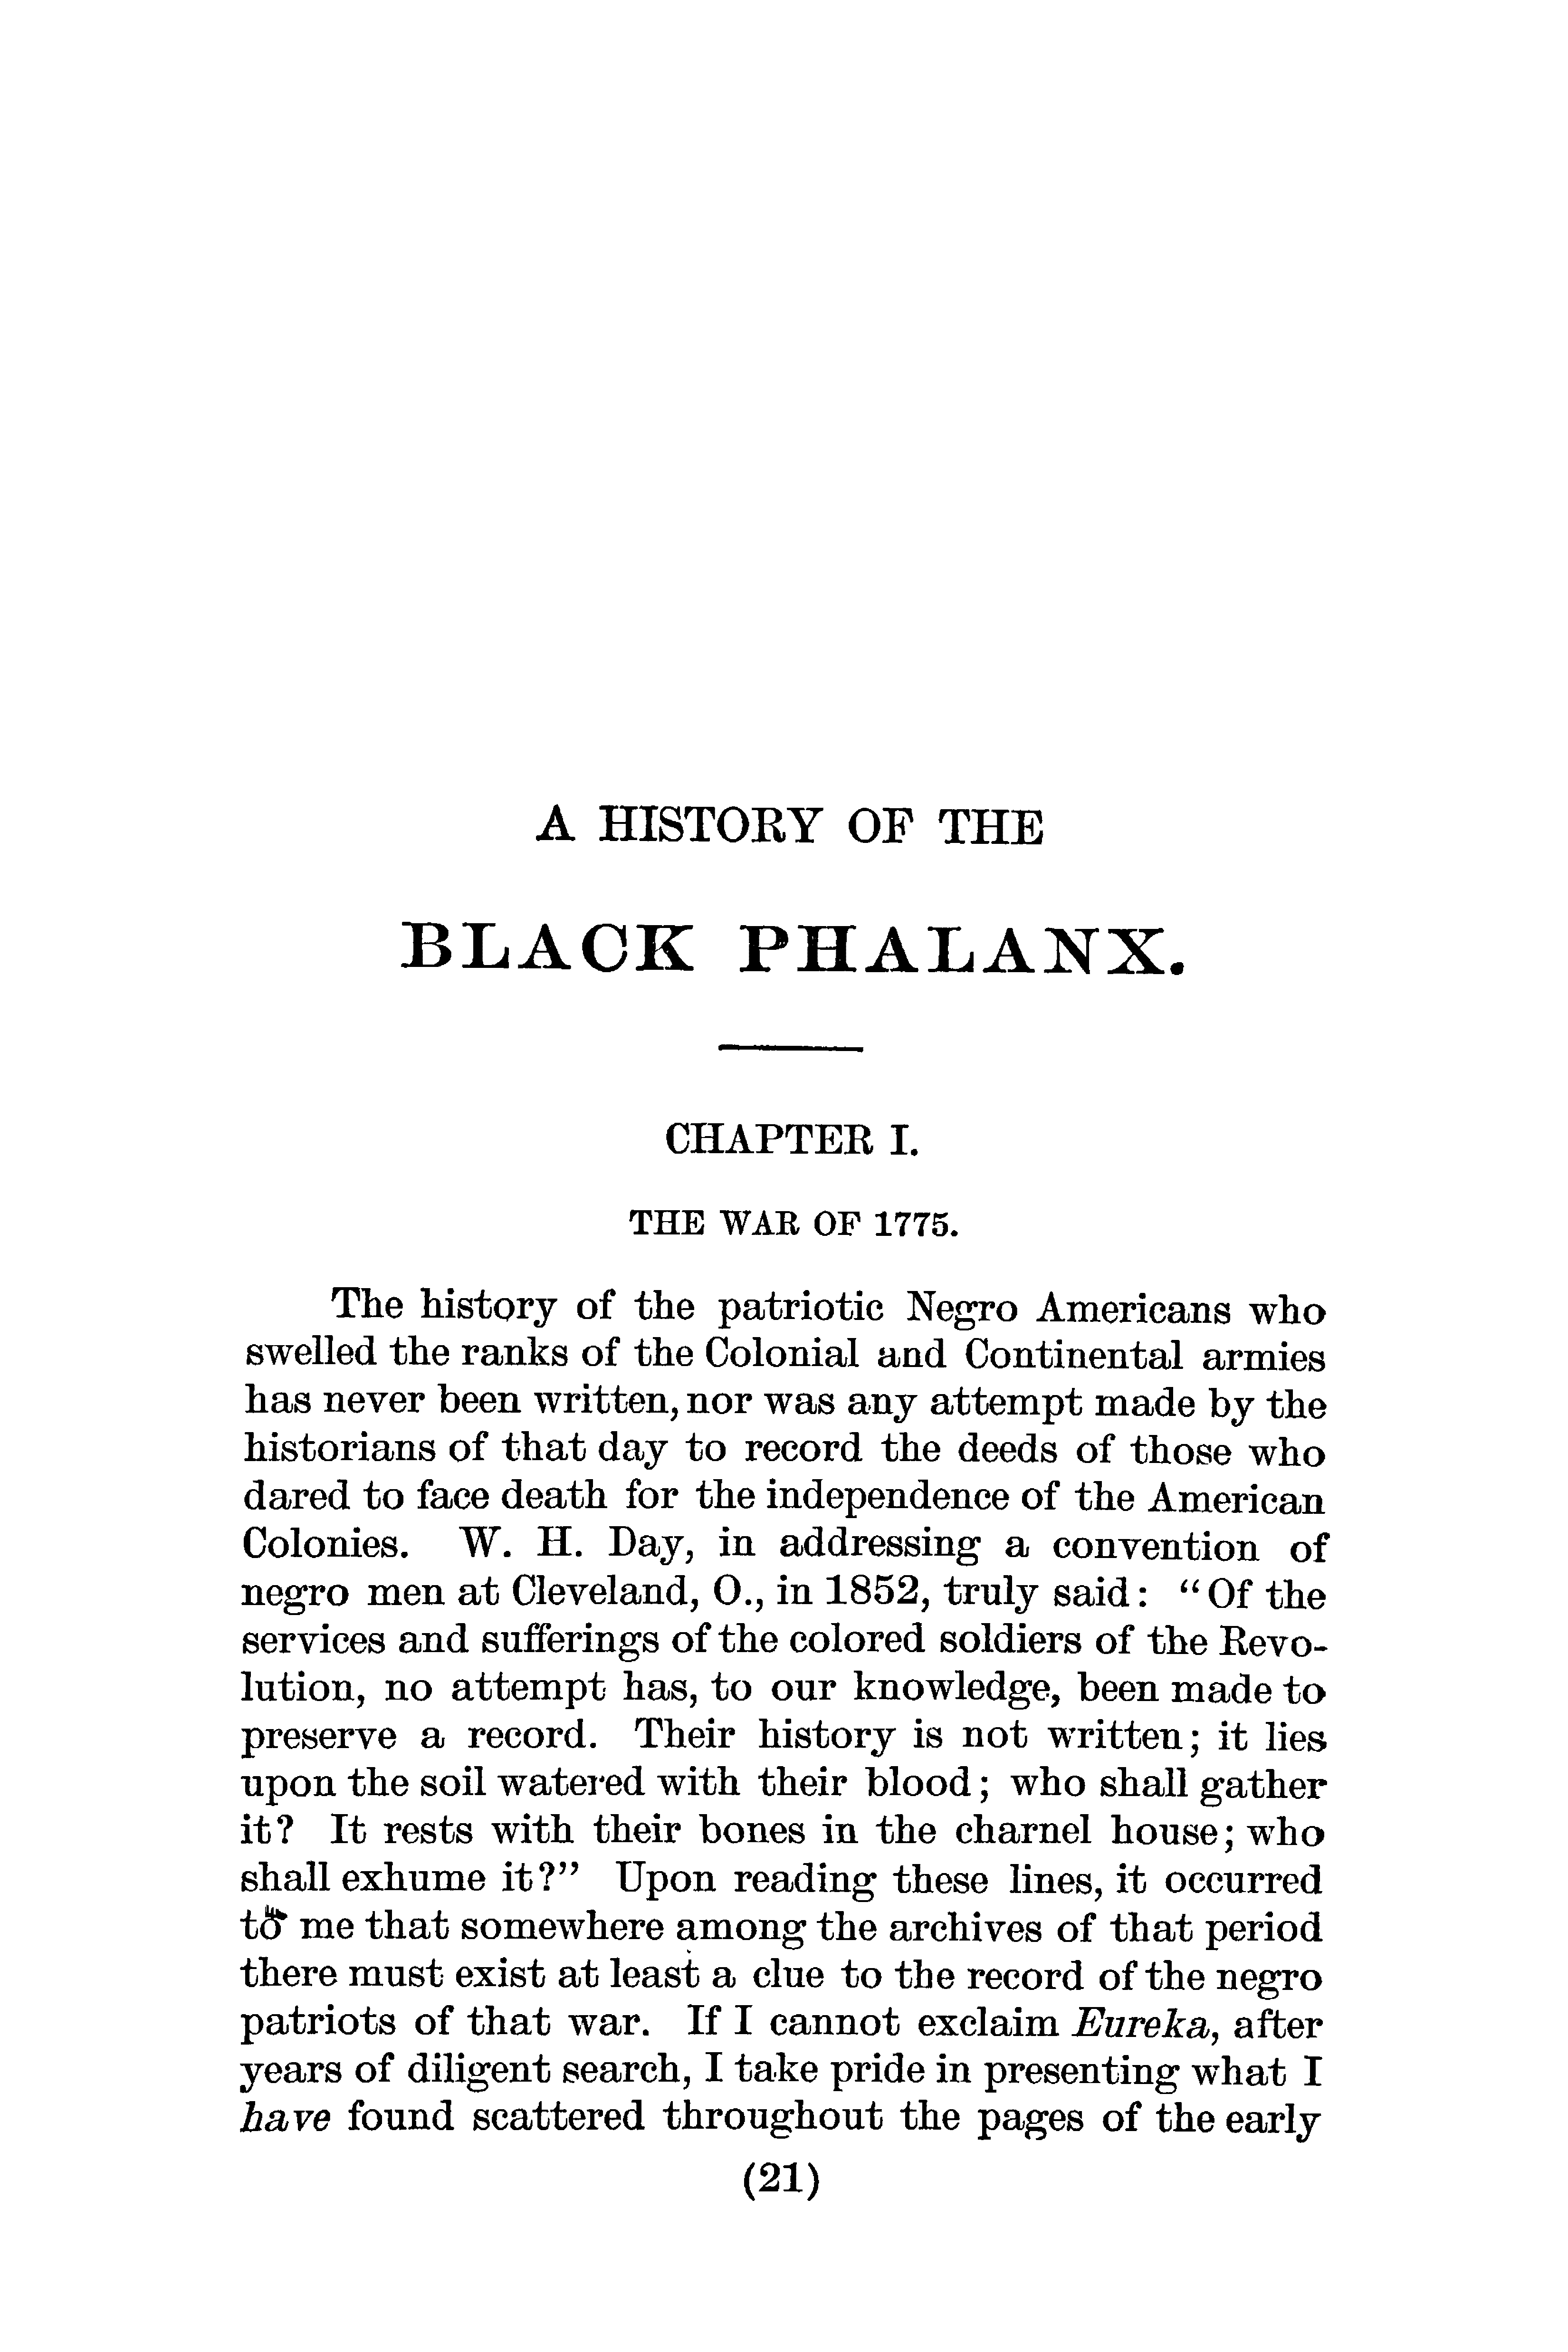 A HISTORY OF THE
BLACK PHALANX.
CHAPTER I.
THE WAR OF 1775.
The history of the patriotic Negro Americans who
swelled the ranks of the Colonial and Continental armies
has never been written, nor was any attempt made by the
historians of that day to record the deeds of those who
dared to face death for the independence of the American
Colonies. W. H. Day, in addressing a convention of
negro men at Cleveland, O., in 1852, truly said: "Of the
services and sufferings of the colored soldiers of the Revo-
lution, no attempt has, to our knowledge, been made to
preserve a record. Their history is not written; it lies
upon the soil watered with their blood; who shall gather
it? It rests with their bones in the charnel house; who
shall exhume it?" Upon reading these lines, it occurred
to me that somewhere among the archives of that period
there must exist at least a clue to the record of the negro
patriots of that war. If I cannot exclaim Eureka, after
years of diligent search, I take pride in presenting what I
have found scattered throughout the pages of the early
(21)